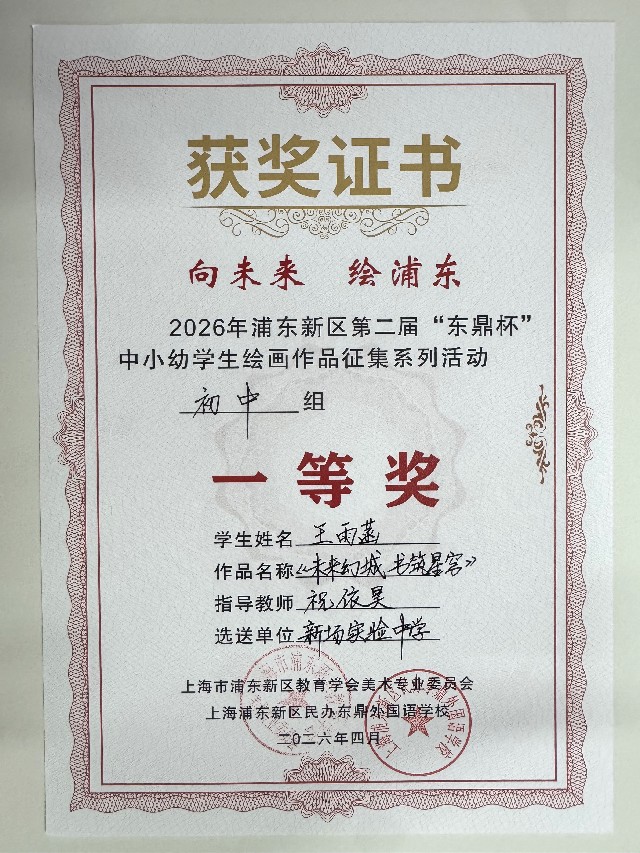 获奖证书
向未来 绘浦东
2026年浦东新区第二届“东鼎杯”
中小幼学生绘画作品征集系列活动
初中组
一等奖
学生姓名 王雨菡
作品名称《未来幻城 书筑星穹》
指导教师 祝依昊
选送单位 新场实验中学
上海市浦东新区教育学会美术专业委员会
上海浦东新区民办东鼎外国语学校
二〇二六年四月